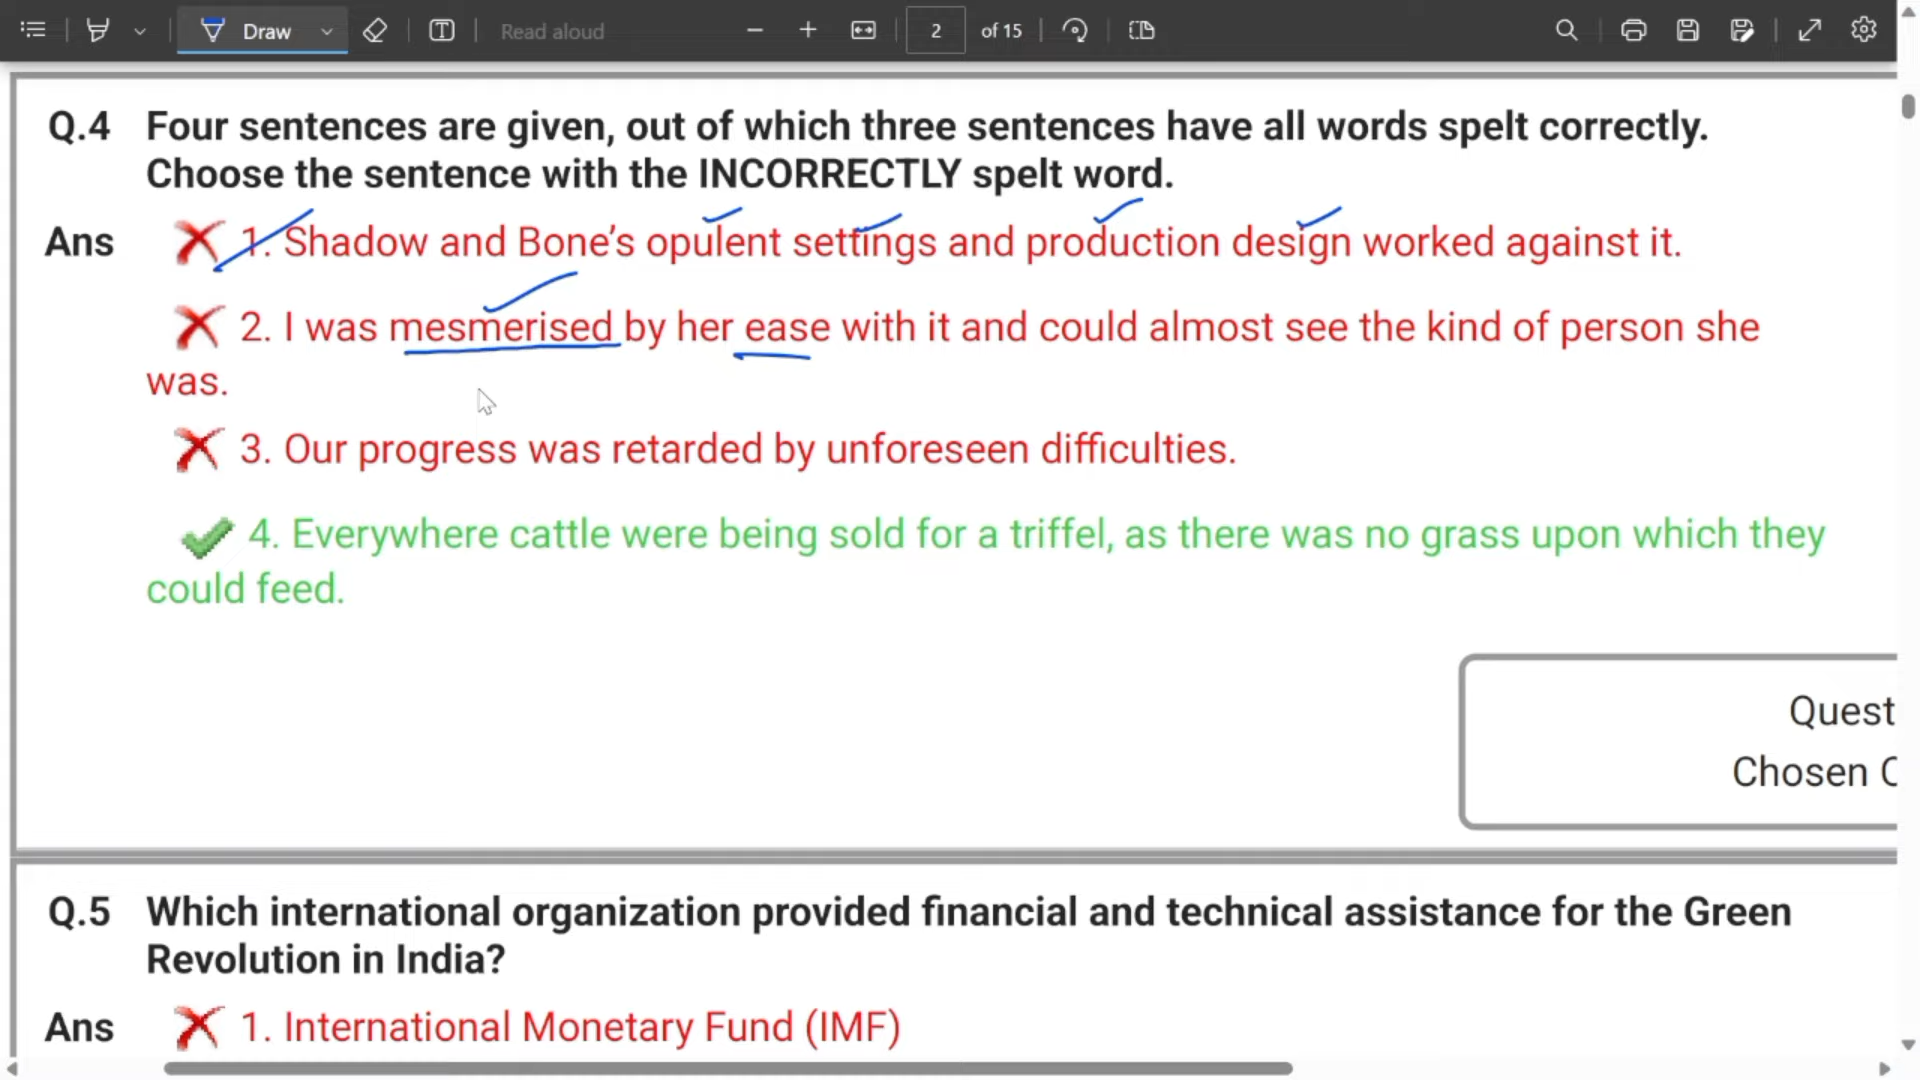 Draw
Read aloud
2 of 15
Q.4 Four sentences are given, out of which three sentences have all words spelt correctly.
Choose the sentence with the INCORRECTLY spelt word.
Ans 1. Shadow and Bone's opulent settings and production design worked against it.
2. I was mesmerised by her ease with it and could almost see the kind of person she
was.
3. Our progress was retarded by unforeseen difficulties.
4. Everywhere cattle were being sold for a triffel, as there was no grass upon which they
could feed.
Quest
Chosen
Q.5 Which international organization provided financial and technical assistance for the Green
Revolution in India?
Ans 1. International Monetary Fund (IMF)